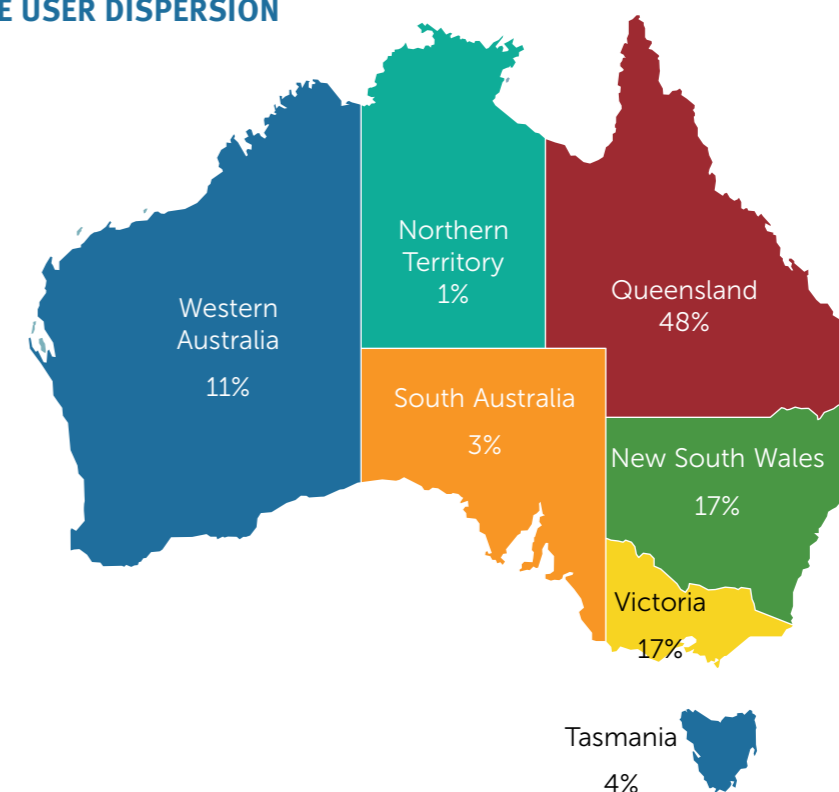 E USER DISPERSION
Northern
Territory
1%
Queensland
48%
Western
Australia
11%
South Australia
3%
New South Wales
17%
Victoria
17%
Tasmania
4%